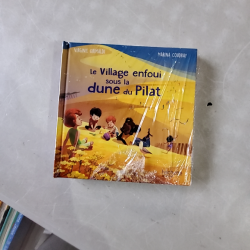 Le Village enfoui
sous la
dune du Pilat